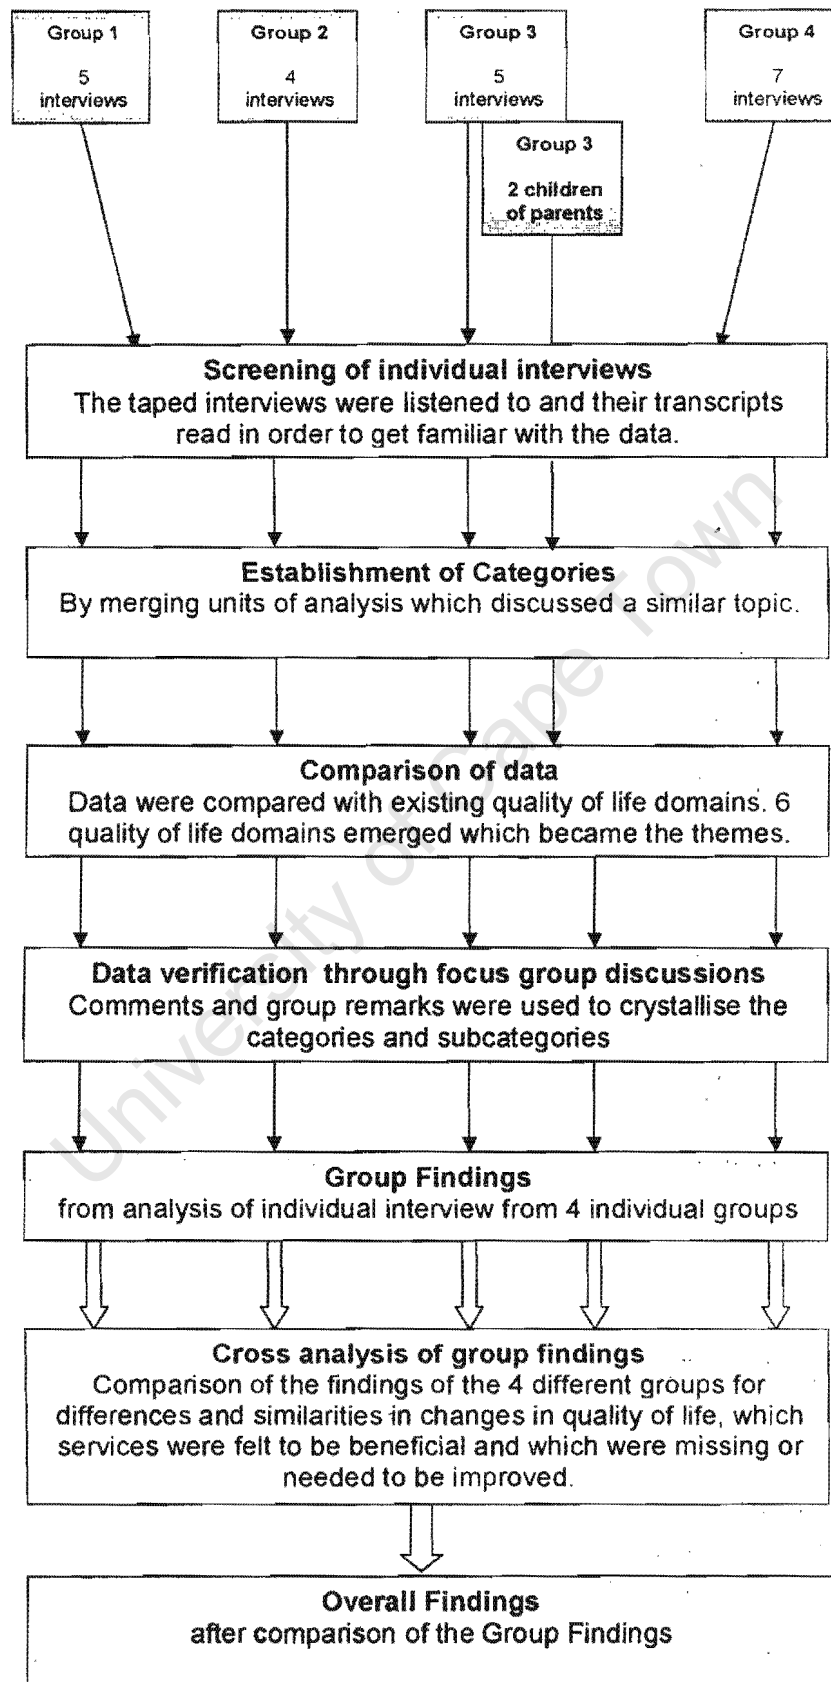 Group 1
5
interviews
Group 2
4
interviews
Group 3
5
interviews
Group 4
7
interviews
Group 3
2 children
of parents
Screening of individual interviews
The taped interviews were listened to and their transcripts
read in order to get familiar with the data.
Establishment of Categories
By merging units of analysis which discussed a similar topic.
Comparison of data
Data were compared with existing quality of life domains. 6
quality of life domains emerged which became the themes.
Data verification through focus group discussions
Comments and group remarks were used to crystallise the
categories and subcategories
Group Findings
from analysis of individual interview from 4 individual groups
Cross analysis of group findings
Comparison of the findings of the 4 different groups for
differences and similarities in changes in quality of life, which
services were felt to be beneficial and which were missing or
needed to be improved.
Overall Findings
after comparison of the Group Findings
University of Cape Town